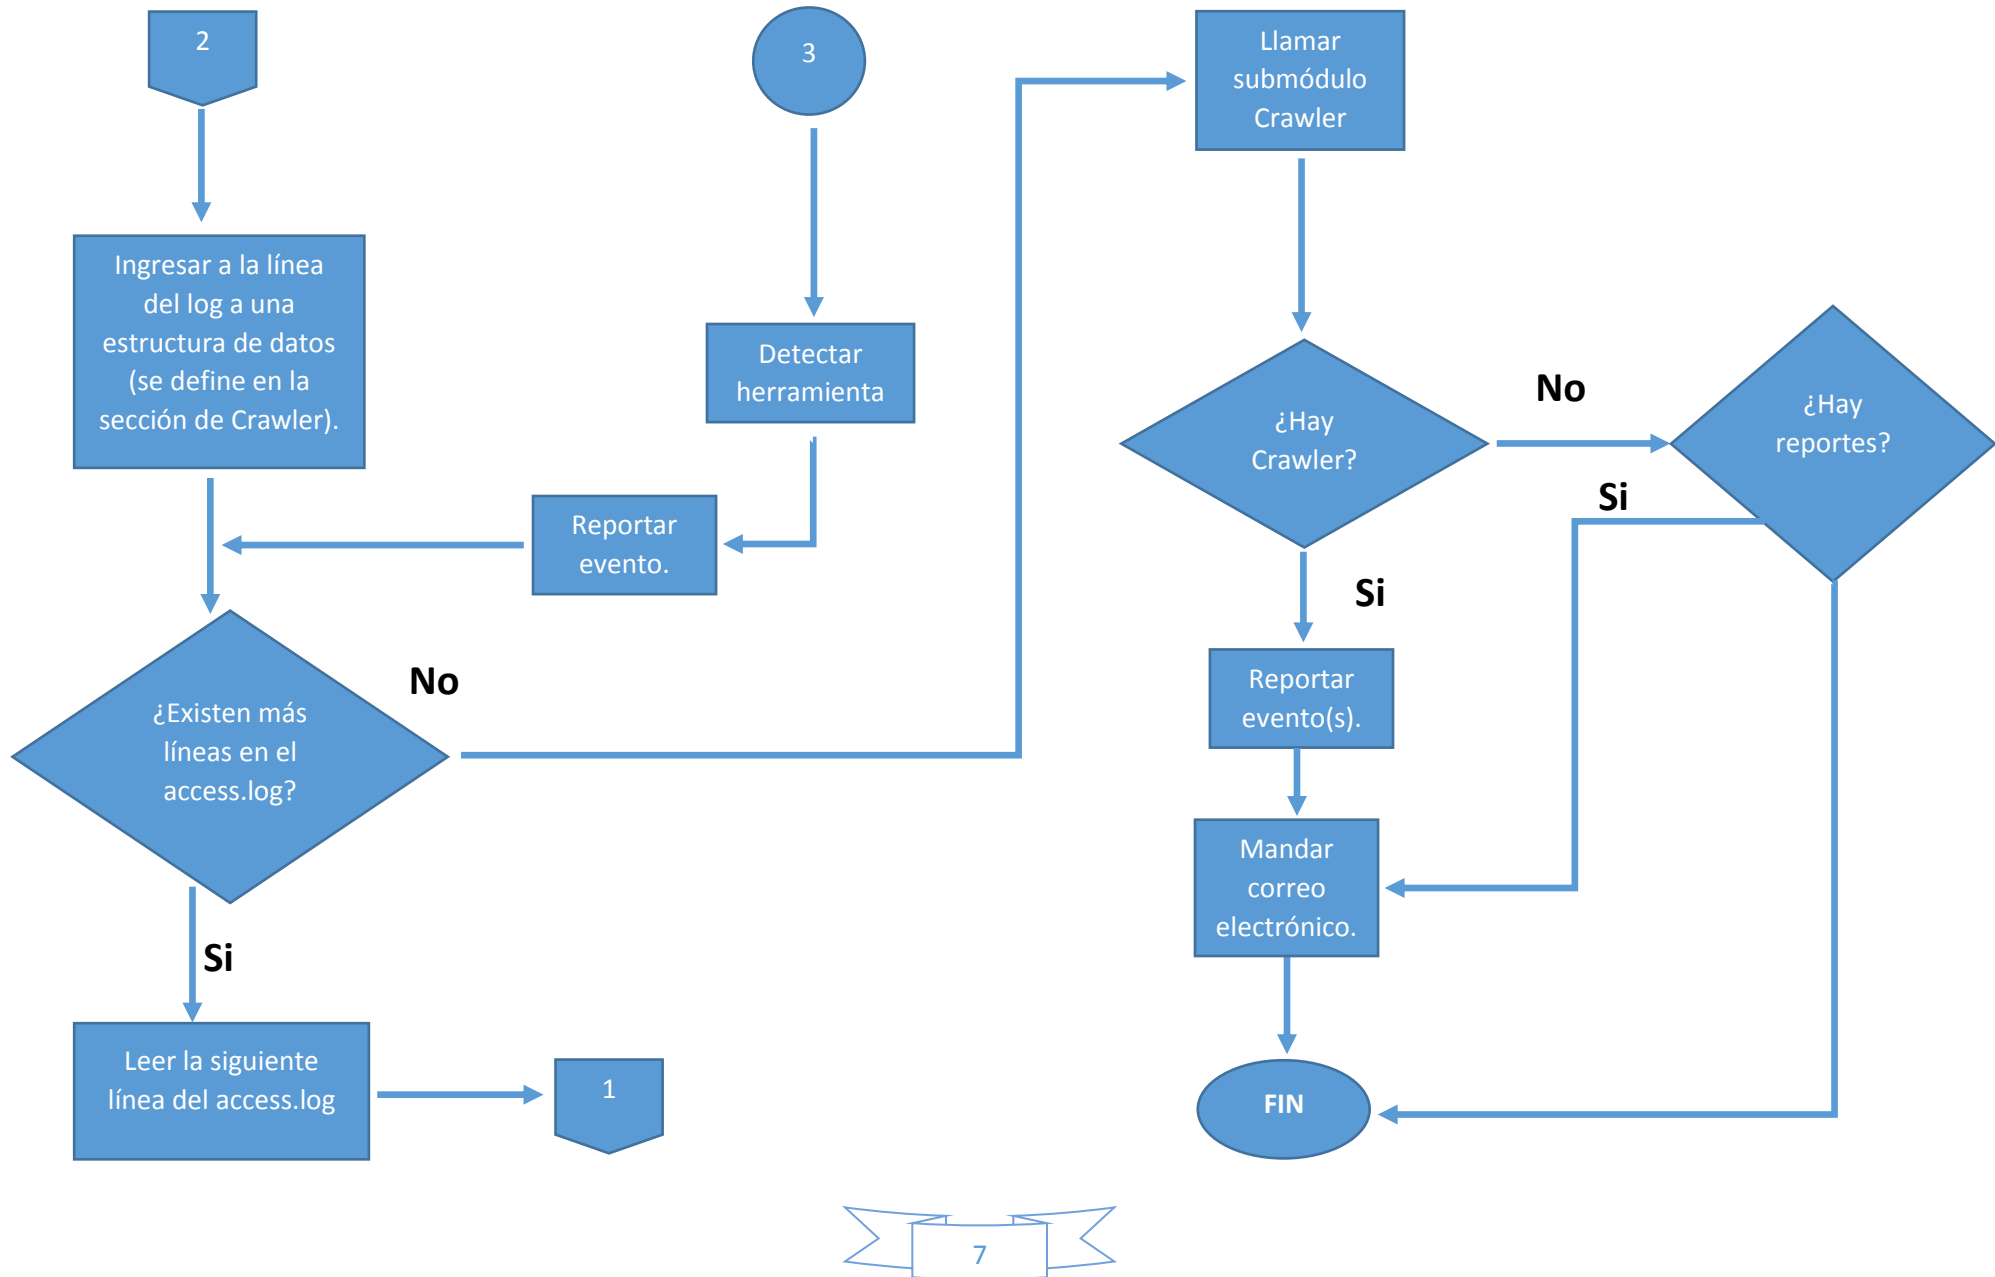 2
3
Llamar
submódulo
Crawler
Ingresar a la línea
del log a una
estructura de datos
(se define en la
sección de Crawler).
Detectar
herramienta
¿Hay
Crawler?
No
¿Hay
reportes?
Si
Reportar
evento.
Si
No
¿Existen más
líneas en el
access.log?
Reportar
evento(s).
Mandar
correo
electrónico.
Si
Leer la siguiente
línea del access.log
1
FIN
7